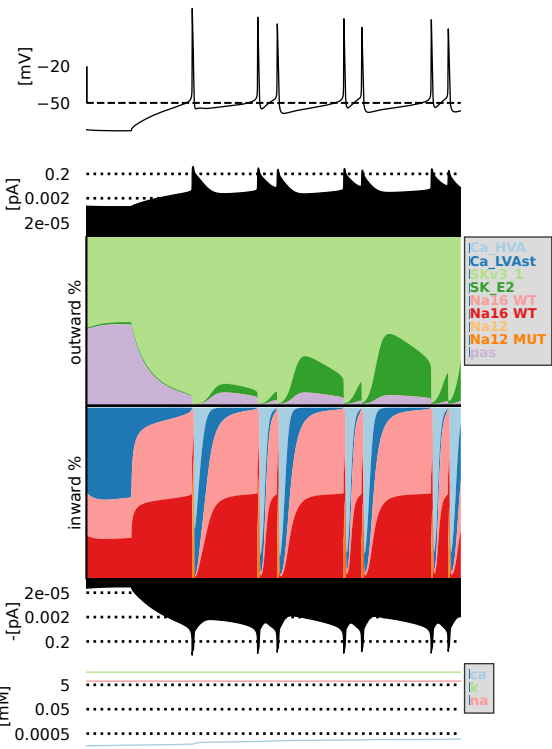 [mV]
−20
−50
[pA]
0.2
0.002
2e-05
outward %
Ca_HVA
Ca_LVAst
SKv3_1
SK_E2
Na16 WT
Na16 WT
Na12
Na12 MUT
pas
inward %
-[pA]
2e-05
0.002
0.2
[mM]
5
0.05
0.0005
ca
k
na